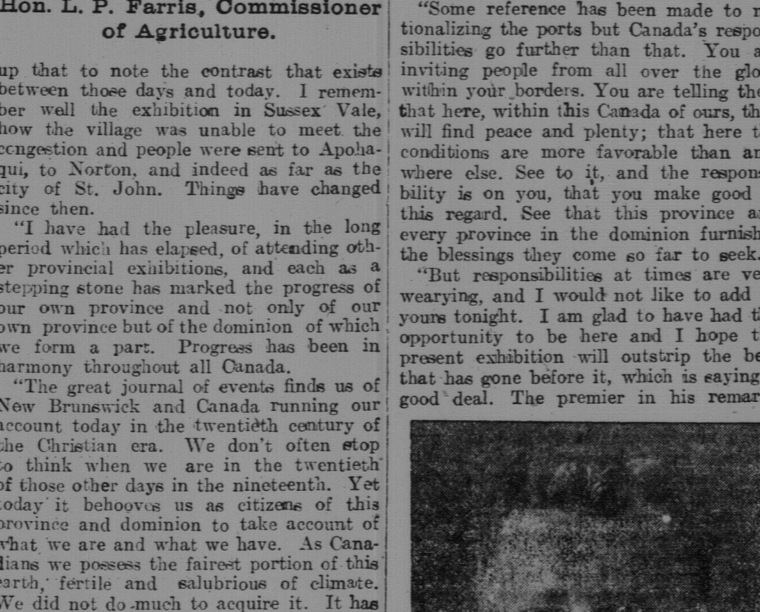 Hon. L. P. Farris, Commissioner
of Agriculture.
up that to note the contrast that exists
between those days and today. I remem-
ber well the exhibition in Sussex Vale,
how the village was unable to meet the
congestion and people were sent to Apoha-
qui, to Norton, and indeed as far as the
city of St. John. Things have changed
since then.
"I have had the pleasure, in the long
period which has elapsed, of attending oth-
er provincial exhibitions, and each as a
stepping stone has marked the progress of
our own province and not only of our
own province but of the dominion of which
we form a part. Progress has been in
harmony throughout all Canada.
"The great journal of events finds us of
New Brunswick and Canada running our
account today in the twentieth century of
the Christian era. We don't often stop
to think when we are in the twentieth
of those other days in the nineteenth. Yet
today it behooves us as citizens of this
province and dominion to take account of
what we are and what we have. As Cana-
dians we possess the fairest portion of this
earth, fertile and salubrious of climate.
We did not do much to acquire it. It has
"Some reference has been made to
tionalizing the ports but Canada's respo
sibilities go further than that. You a
inviting people from all over the glo
within your borders. You are telling the
that here, within this Canada of ours, th
will find peace and plenty; that here t
conditions are more favorable than an
where else. See to it, and the respons
bility is on you, that you make good
this regard. See that this province a
every province in the dominion furnish
the blessings they come so far to seek.
"But responsibilities at times are ve
wearying, and I would not like to add
yours tonight. I am glad to have had t
opportunity to be here and I hope t
present exhibition will outstrip the be
that has gone before it, which is saying
good deal. The premier in his remar